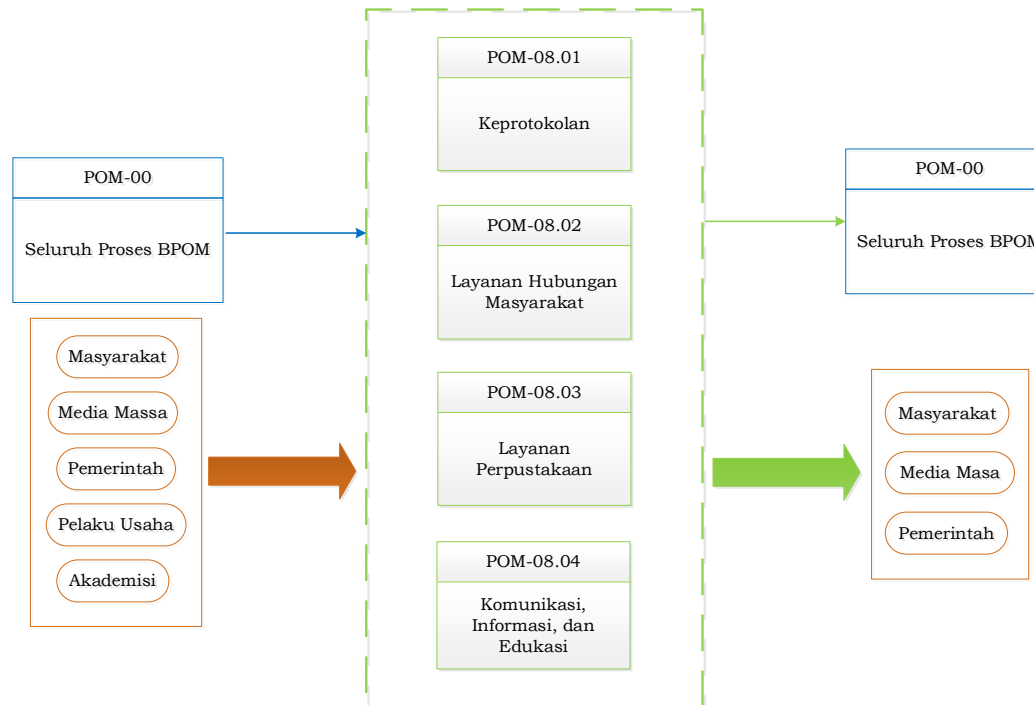 POM-00
Seluruh Proses BPOM
Masyarakat
Media Massa
Pemerintah
Pelaku Usaha
Akademisi
POM-08.01
Keprotokolan
POM-08.02
Layanan Hubungan
Masyarakat
POM-08.03
Layanan
Perpustakaan
POM-08.04
Komunikasi,
Informasi, dan
Edukasi
POM-00
Seluruh Proses BPOM
Masyarakat
Media Masa
Pemerintah